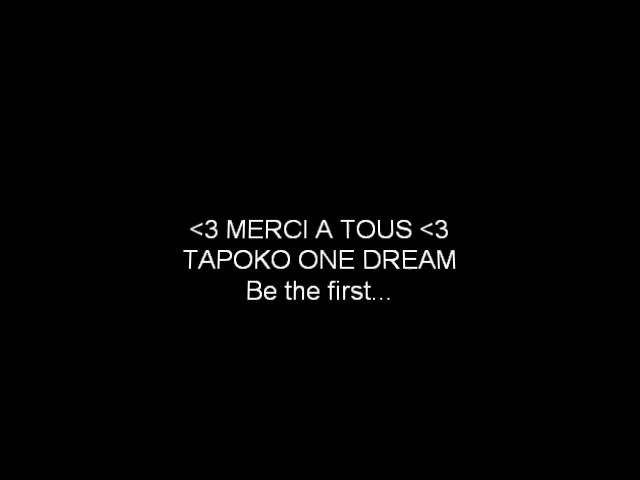 <3 MERCI A TOUS <3
TAPOKO ONE DREAM
Be the first...